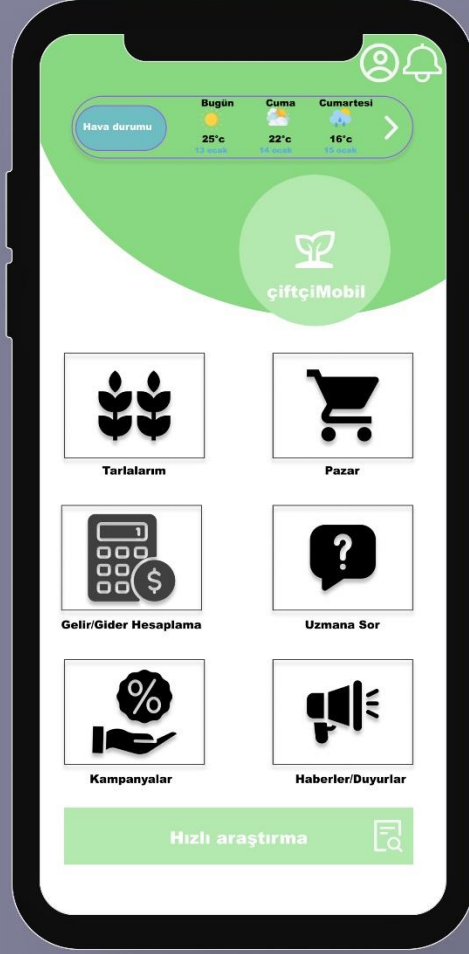 Hava durumu
Bugün Cuma Cumartesi
25°c 22°c 16°c
13 ocak 14 ocak 15 ocak
çiftçiMobil
Tarlalarım Pazar
1
$
?
Gelir/Gider Hesaplama Uzmana Sor
%
Kampanyalar Haberler/Duyurlar
Hızlı araştırma